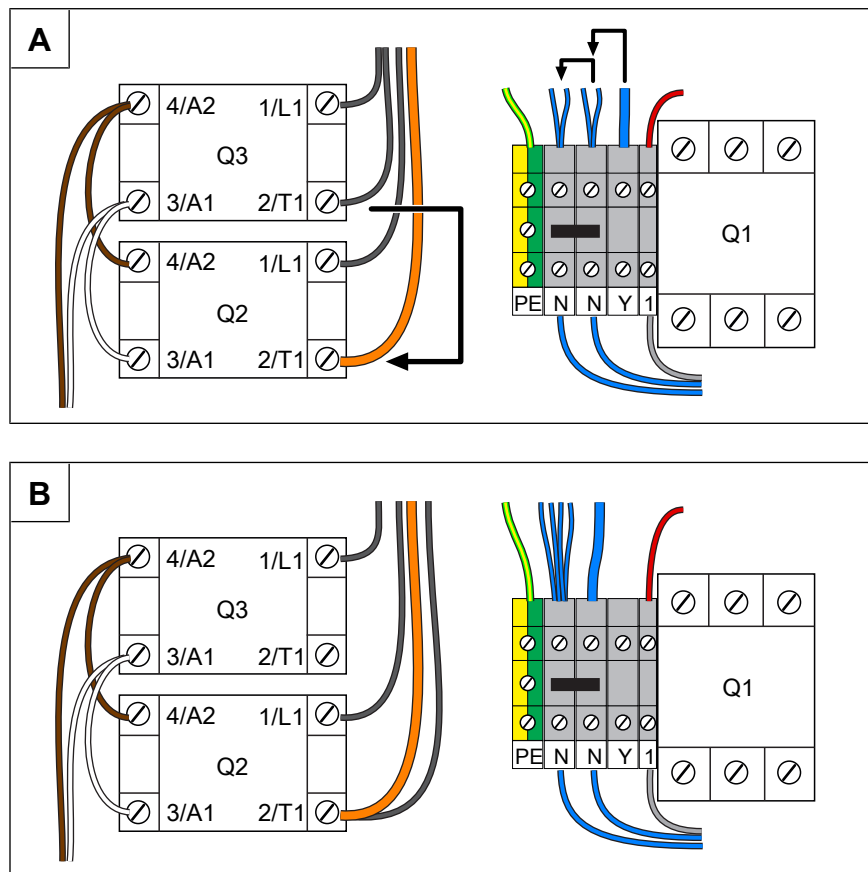 A
4/A2 1/L1
Q3
3/A1 2/T1
4/A2 1/L1
Q2
3/A1 2/T1
Q1
PE N N Y 1
B
4/A2 1/L1
Q3
3/A1 2/T1
4/A2 1/L1
Q2
3/A1 2/T1
Q1
PE N N Y 1